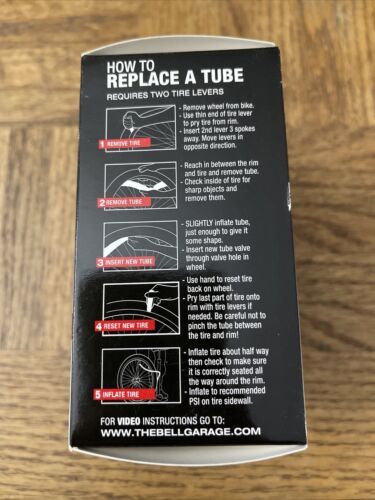 HOW TO
REPLACE A TUBE
REQUIRES TWO TIRE LEVERS
1 REMOVE TIRE
- Remove wheel from bike.
- Use thin end of tire lever
to pry tire from rim.
- Insert 2nd lever 3 spokes
away. Move levers in
opposite direction.
2 REMOVE TUBE
- Reach in between the rim
and tire and remove tube.
- Check inside of tire for
sharp objects and
remove them.
3 INSERT NEW TUBE
- SLIGHTLY inflate tube,
just enough to give it
some shape.
- Insert new tube valve
through valve hole in
wheel.
4 RESET NEW TIRE
- Use hand to reset tire
back on wheel.
- Pry last part of tire onto
rim with tire levers if
needed. Be careful not to
pinch the tube between
the tire and rim!
5 INFLATE TIRE
- Inflate tire about half way
then check to make sure
it is correctly seated all
the way around the rim.
- Inflate to recommended
PSI on tire sidewall.
FOR VIDEO INSTRUCTIONS GO TO:
WWW.THEBELLGARAGE.COM